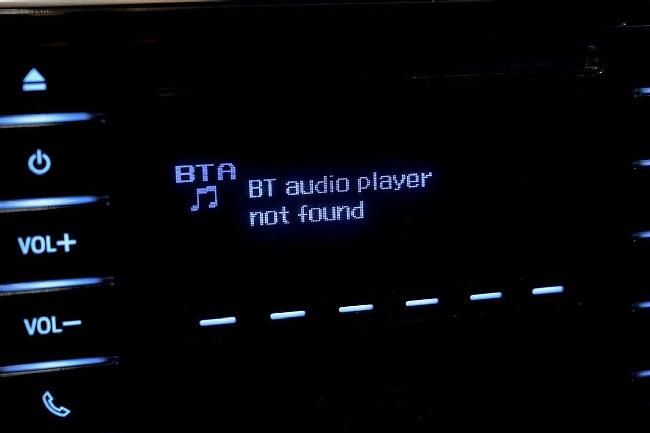 BTA
BT audio player
not found
VOL+
VOL−